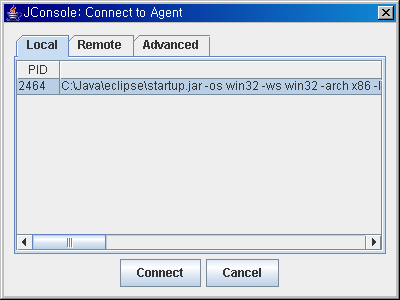 JConsole: Connect to Agent
Local Remote Advanced
PID
2464 C:\Java\eclipse\startup.jar -os win32 -ws win32 -arch x86 -l
Connect Cancel